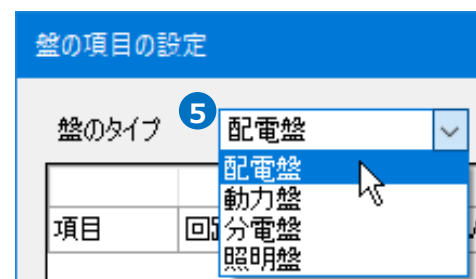 盤の項目の設定
盤のタイプ 5 配電盤
配電盤
動力盤
項目 分電盤
照明盤